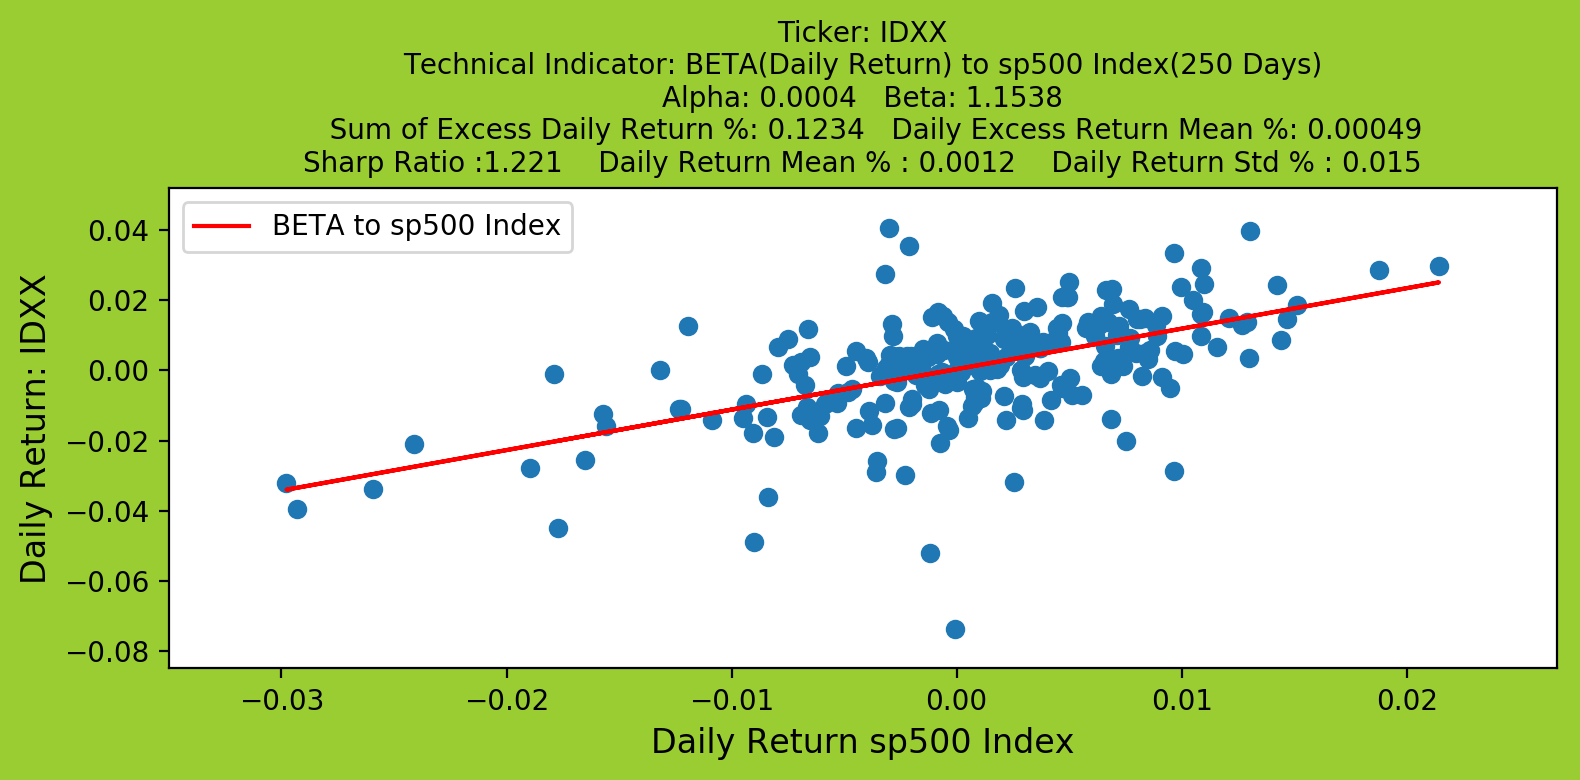 Ticker: IDXX
Technical Indicator: BETA(Daily Return) to sp500 Index(250 Days)
Alpha: 0.0004   Beta: 1.1538
Sum of Excess Daily Return %: 0.1234   Daily Excess Return Mean %: 0.00049
Sharp Ratio :1.221    Daily Return Mean % : 0.0012    Daily Return Std % : 0.015
BETA to sp500 Index
Daily Return: IDXX
0.04
0.02
0.00
−0.02
−0.04
−0.06
−0.08
−0.03
−0.02
−0.01
0.00
0.01
0.02
Daily Return sp500 Index